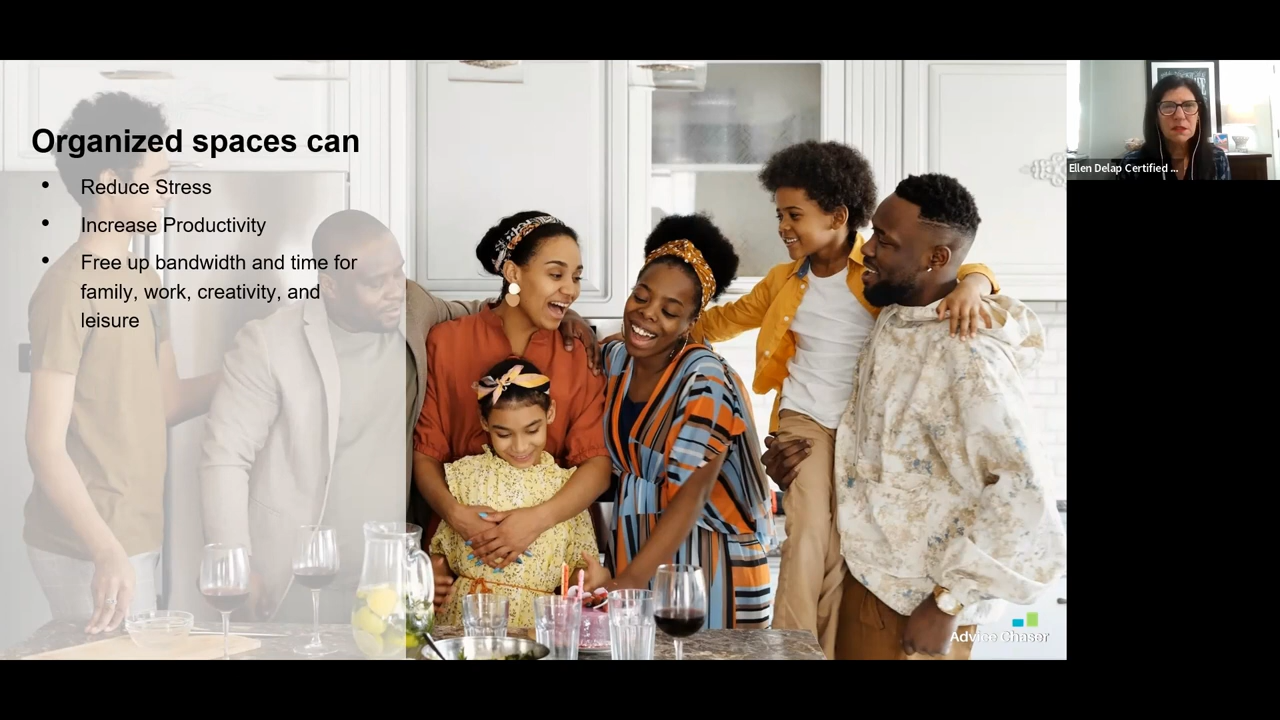 Organized spaces can
• Reduce Stress
• Increase Productivity
• Free up bandwidth and time for
family, work, creativity, and
leisure
Ellen Delap Certified ...
Advice Chaser